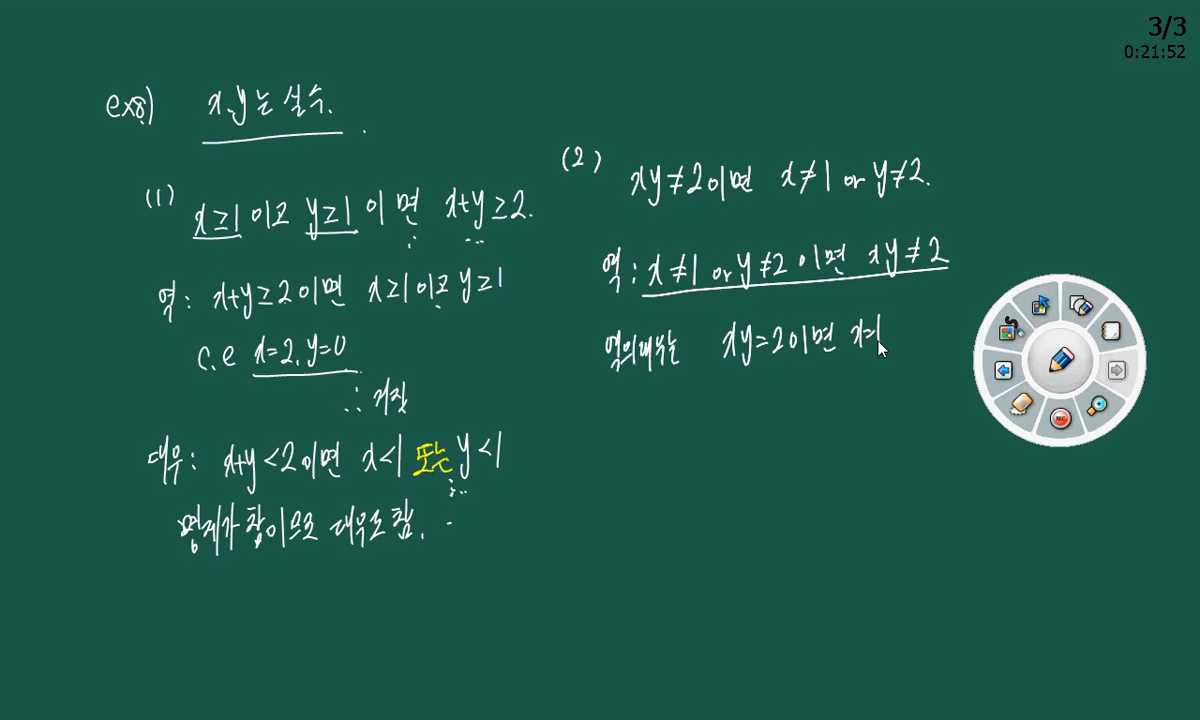 3/3
0:21:52
ex8) x, y는 실수.
(1) x≥1 이고 y≥1 이면 x+y≥2.
역: x+y≥2이면 x≥1이고 y≥1
c.e x=2, y=0
∴ 거짓
대우: x+y<2이면 x<1 또는 y<1
명제가 참이므로 대우도 참.
(2) xy≠2이면 x≠1 or y≠2.
역: x≠1 or y≠2 이면 xy≠2
역의대우는 xy=2이면 x=1
REC